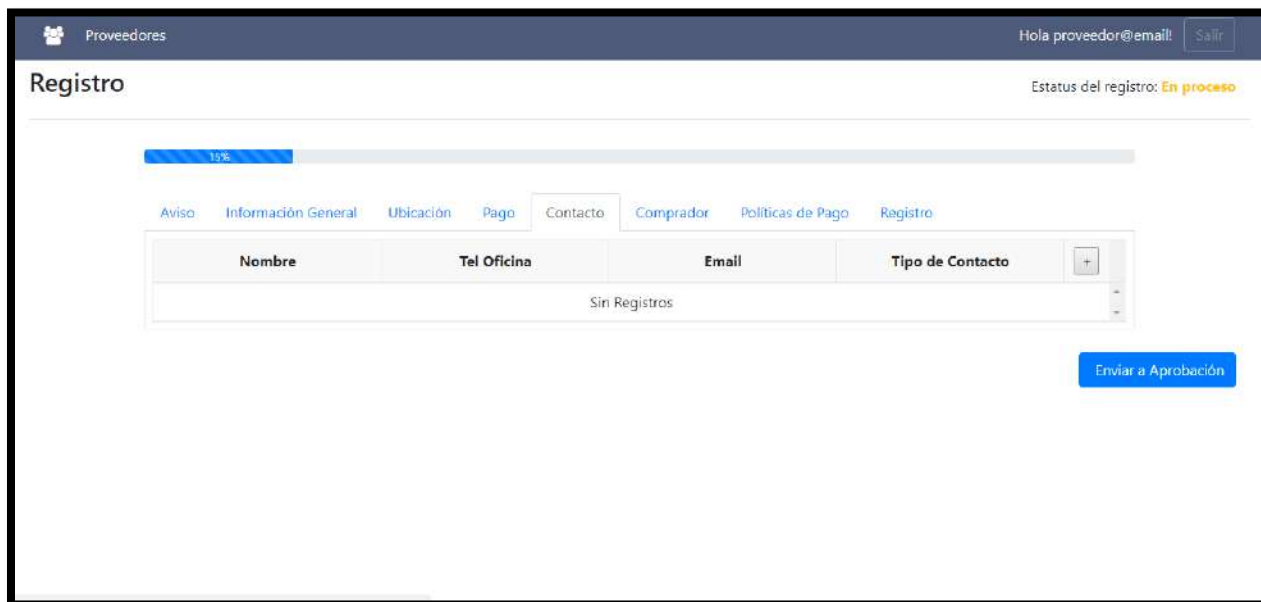 Proveedores Hola proveedor@email! Salir
Registro Estatus del registro: En proceso
15%
Aviso Información General Ubicación Pago Contacto Comprador Políticas de Pago Registro
Nombre Tel Oficina Email Tipo de Contacto +
Sin Registros
Enviar a Aprobación